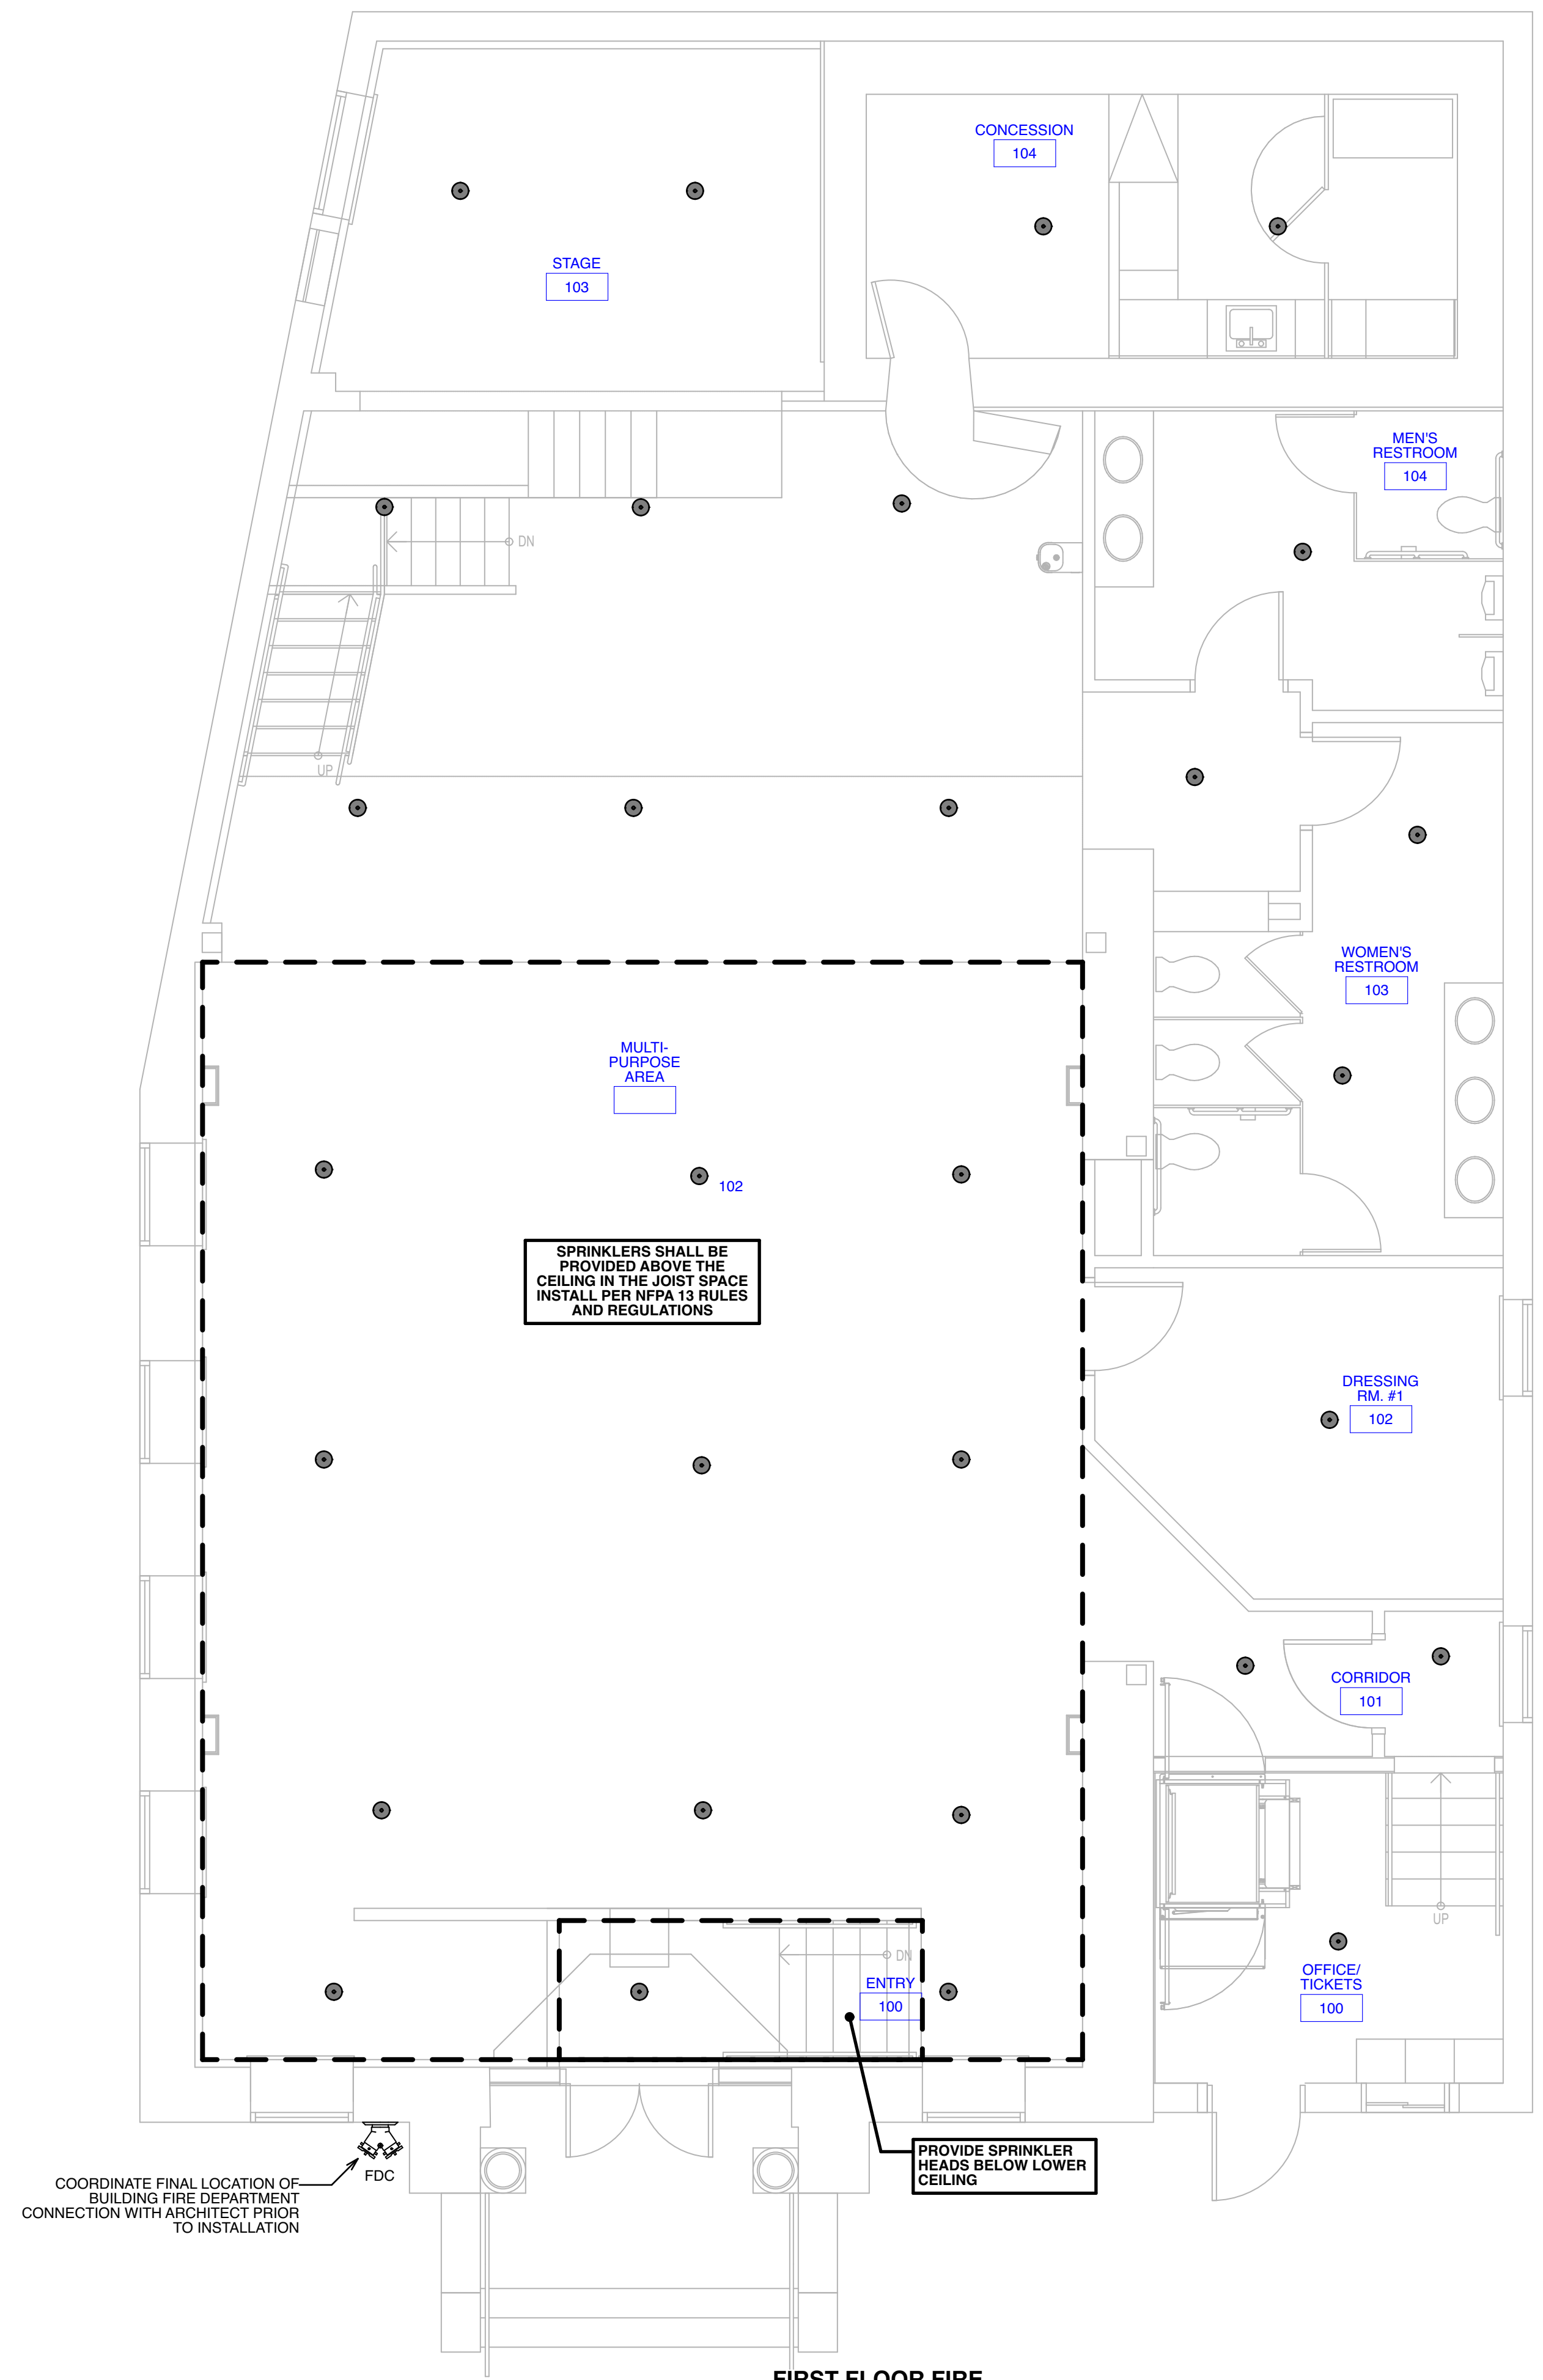 CONCESSION
104
STAGE
103
MEN'S
RESTROOM
104
DN
UP
WOMEN'S
RESTROOM
103
MULTI-
PURPOSE
AREA
102
SPRINKLERS SHALL BE
PROVIDED ABOVE THE
CEILING IN THE JOIST SPACE
INSTALL PER NFPA 13 RULES
AND REGULATIONS
DRESSING
RM. #1
102
CORRIDOR
101
UP
DN
ENTRY
100
OFFICE/
TICKETS
100
PROVIDE SPRINKLER
HEADS BELOW LOWER
CEILING
FDC
COORDINATE FINAL LOCATION OF
BUILDING FIRE DEPARTMENT
CONNECTION WITH ARCHITECT PRIOR
TO INSTALLATION
FIRST FLOOR FIRE